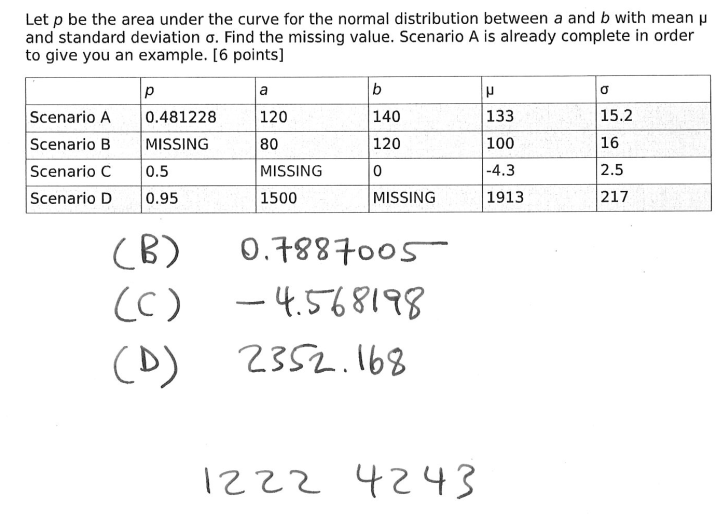 Let p be the area under the curve for the normal distribution between a and b with mean μ
and standard deviation σ. Find the missing value. Scenario A is already complete in order
to give you an example. [6 points]
p a b μ σ
Scenario A 0.481228 120 140 133 15.2
Scenario B MISSING 80 120 100 16
Scenario C 0.5 MISSING 0 -4.3 2.5
Scenario D 0.95 1500 MISSING 1913 217
(B) 0.7887005
(C) -4.568198
(D) 2352.168
1222 4243